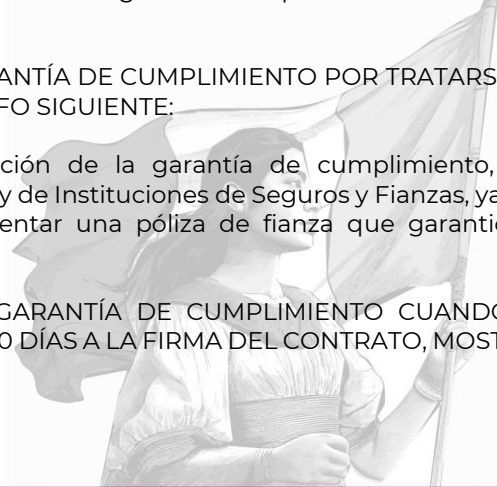 ANTÍA DE CUMPLIMIENTO POR TRATARS
FO SIGUIENTE:
ción de la garantía de cumplimiento,
y de Instituciones de Seguros y Fianzas, ya
entar una póliza de fianza que garanti
GARANTÍA DE CUMPLIMIENTO CUANDO
0 DÍAS A LA FIRMA DEL CONTRATO, MOST